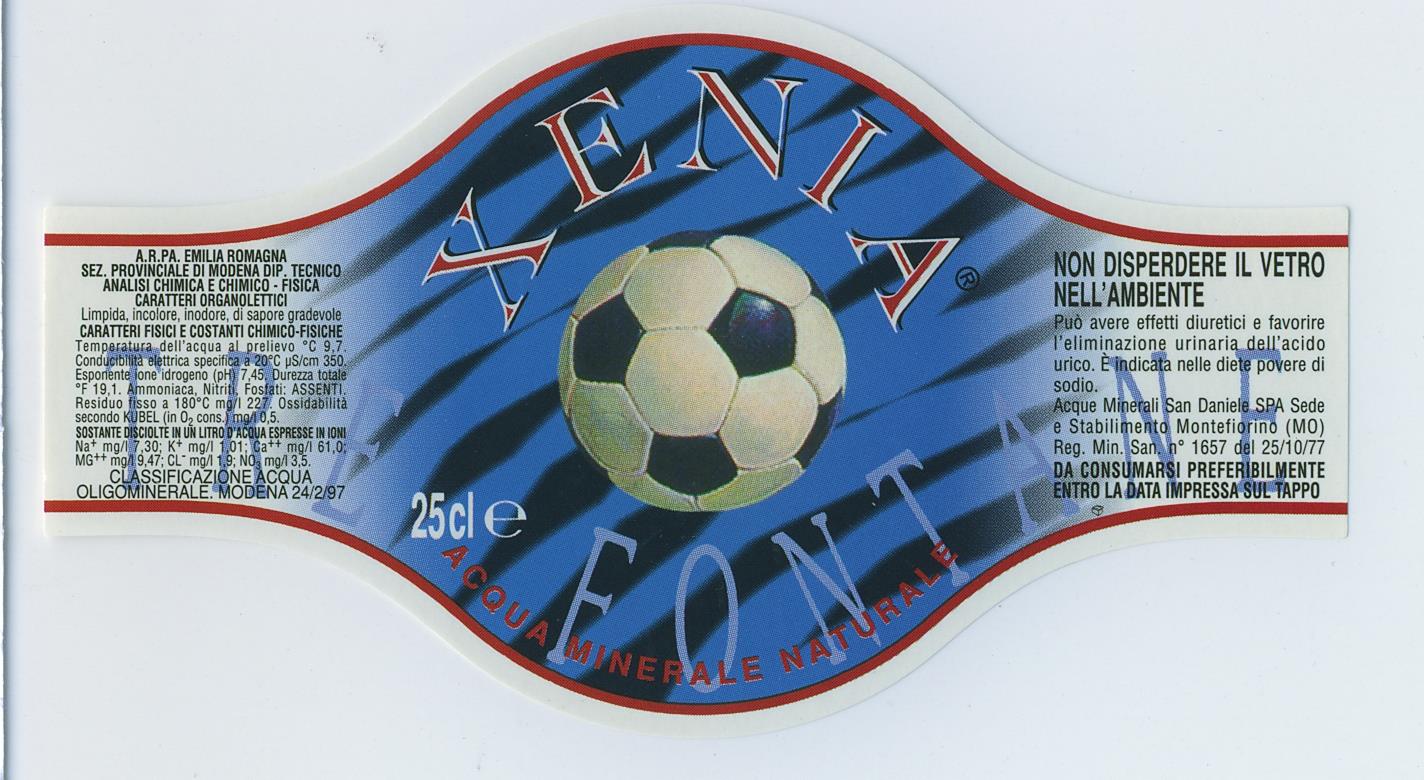 XENIA®
A.R.PA. EMILIA ROMAGNA
SEZ. PROVINCIALE DI MODENA DIP. TECNICO
ANALISI CHIMICA E CHIMICO - FISICA
CARATTERI ORGANOLETTICI
Limpida, incolore, inodore, di sapore gradevole
CARATTERI FISICI E COSTANTI CHIMICO-FISICHE
Temperatura dell'acqua al prelievo °C 9,7.
Conducibilità elettrica specifica a 20°C µS/cm 350.
Esponente ione idrogeno (pH) 7,45. Durezza totale
°F 19,1. Ammoniaca, Nitriti, Fosfati: ASSENTI.
Residuo fisso a 180°C mg/l 227. Ossidabilità
secondo KUBEL (in O₂ cons.) mg/l 0,5.
SOSTANTE DISCIOLTE IN UN LITRO D'ACQUA ESPRESSE IN IONI
Na⁺ mg/l 7,30; K⁺ mg/l 1,01; Ca⁺⁺ mg/l 61,0;
MG⁺⁺ mg/l 9,47; CL⁻ mg/l 1,9; NO₃ mg/l 3,5.
CLASSIFICAZIONE ACQUA
OLIGOMINERALE. MODENA 24/2/97
25 cl e
ACQUA MINERALE NATURALE
TRE FONTANE
NON DISPERDERE IL VETRO
NELL'AMBIENTE
Può avere effetti diuretici e favorire
l'eliminazione urinaria dell'acido
urico. È indicata nelle diete povere di
sodio.
Acque Minerali San Daniele SPA Sede
e Stabilimento Montefiorino (MO)
Reg. Min. San. n° 1657 del 25/10/77
DA CONSUMARSI PREFERIBILMENTE
ENTRO LA DATA IMPRESSA SUL TAPPO